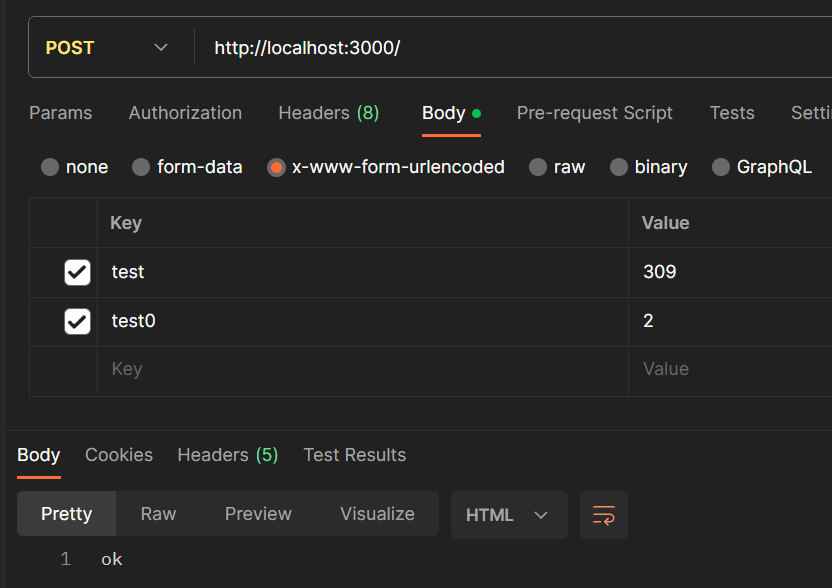 POST http://localhost:3000/
Params Authorization Headers (8) Body Pre-request Script Tests Setti
none form-data x-www-form-urlencoded raw binary GraphQL
Key Value
test 309
test0 2
Key Value
Body Cookies Headers (5) Test Results
Pretty Raw Preview Visualize HTML
1 ok